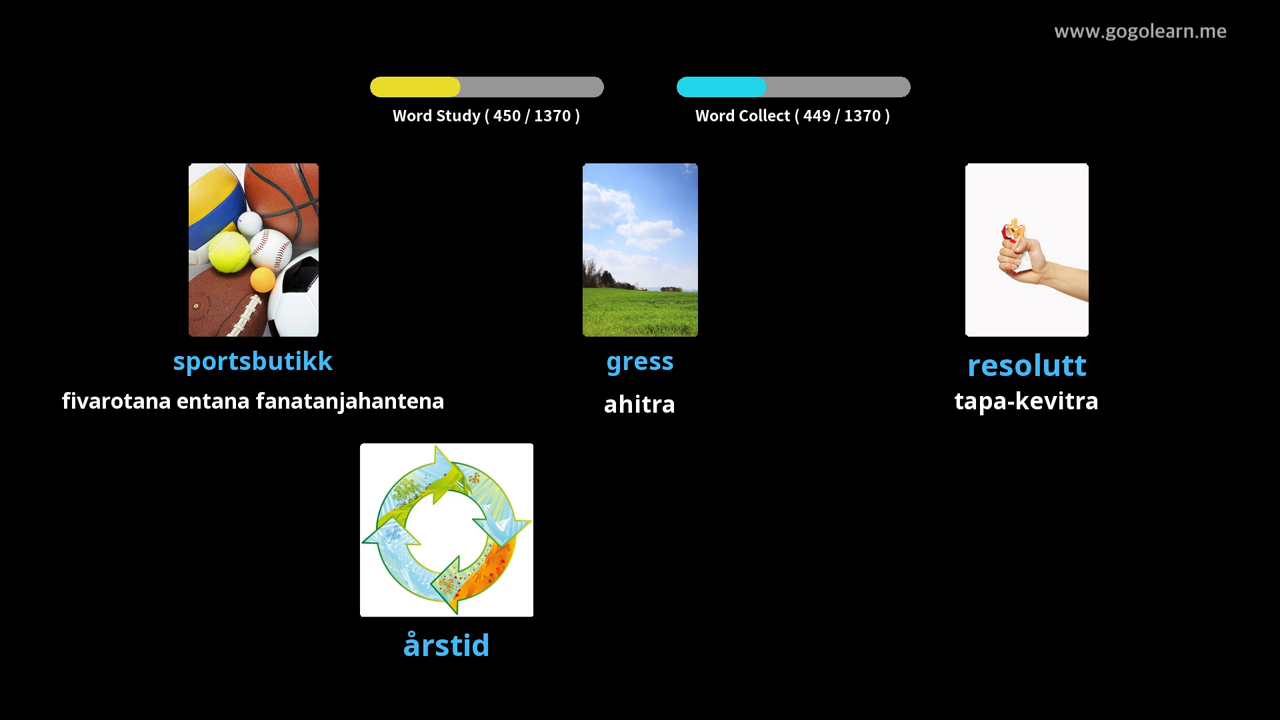 www.gogolearn.me
Word Study ( 450 / 1370 )
Word Collect ( 449 / 1370 )
sportsbutikk
fivarotana entana fanatanjahantena
gress
ahitra
resolutt
tapa-kevitra
årstid